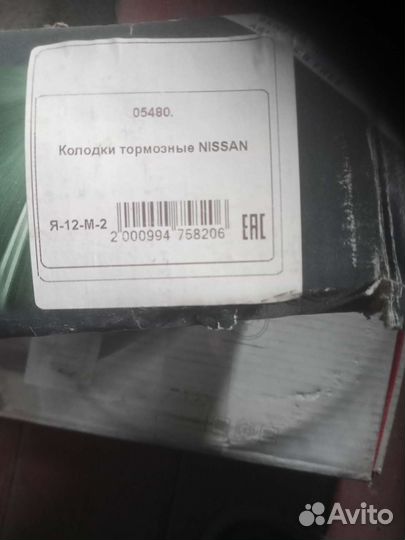 05480.
Колодки тормозные NISSAN
Я-12-М-2
2 000994 758206
EAC
Avito